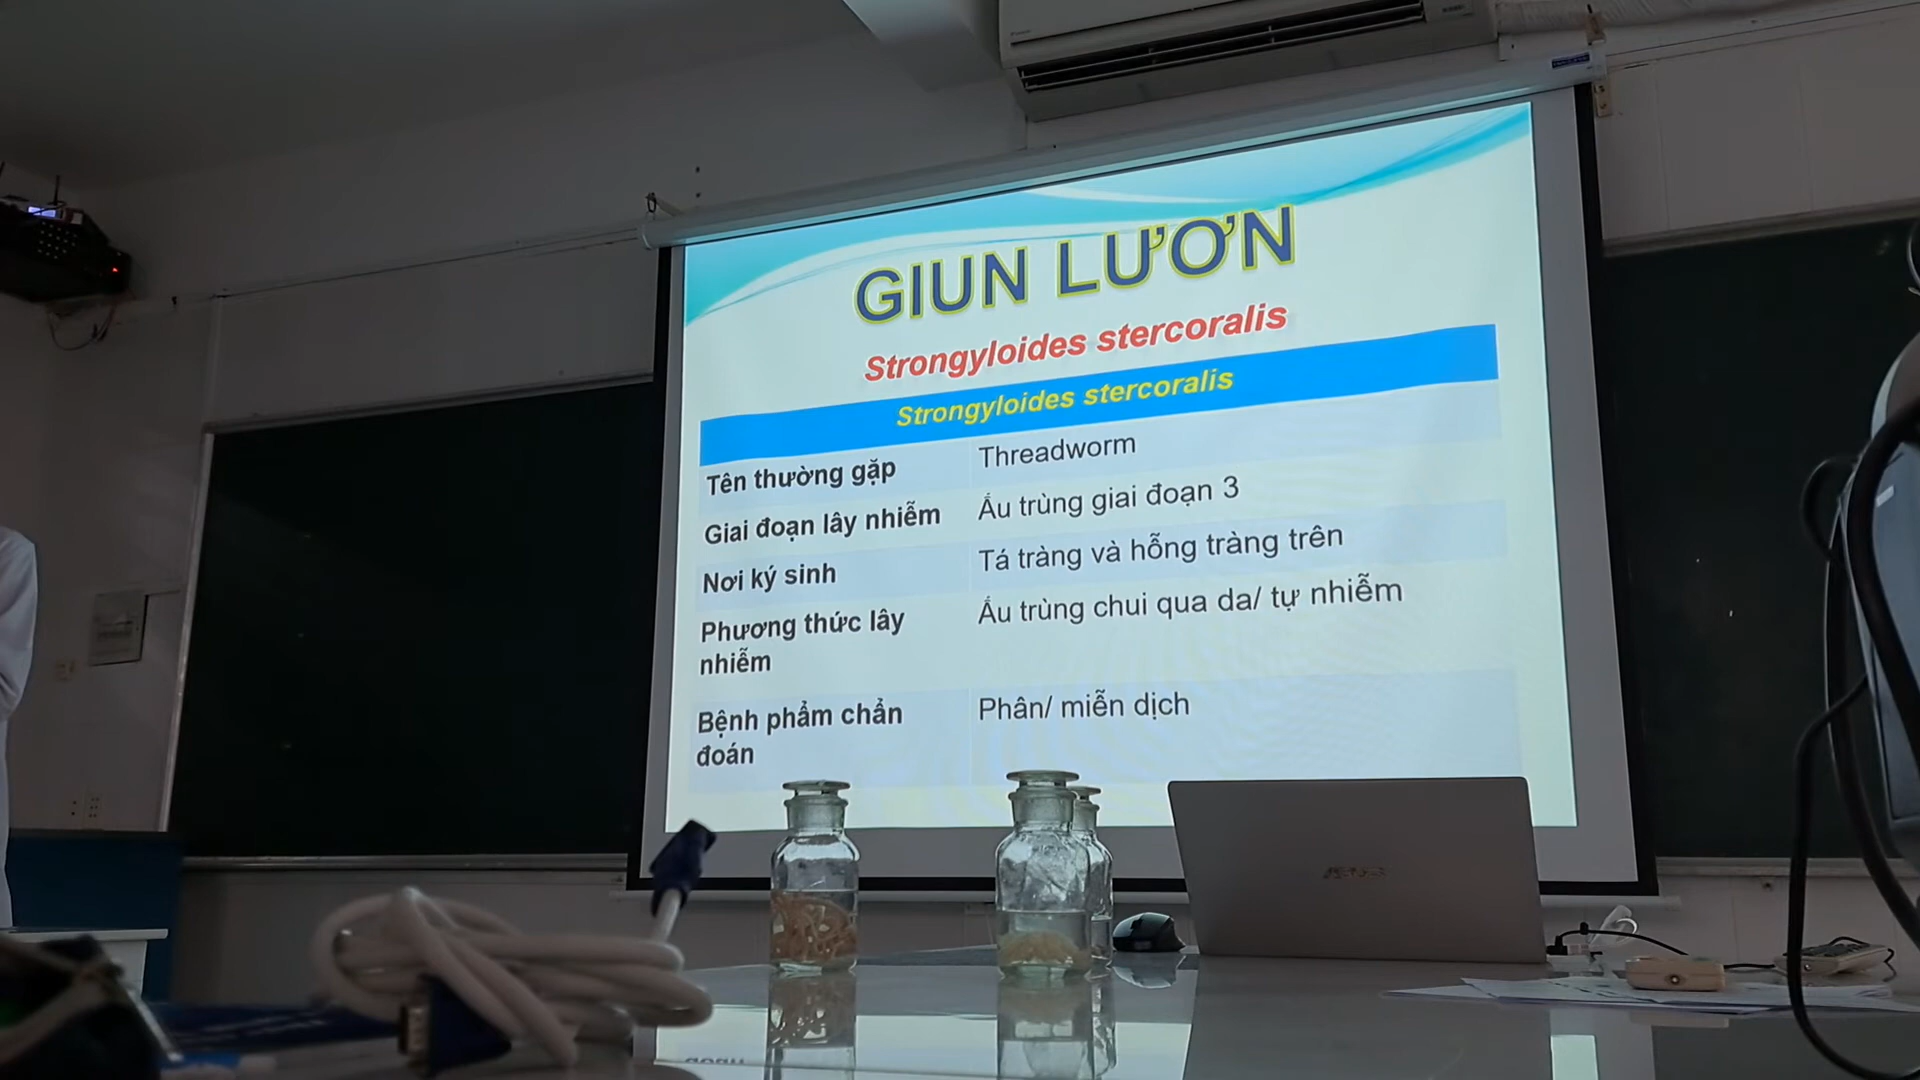 GIUN LƯƠN
Strongyloides stercoralis
Strongyloides stercoralis
Tên thường gặp
Threadworm
Giai đoạn lây nhiễm
Ấu trùng giai đoạn 3
Nơi ký sinh
Tá tràng và hỗng tràng trên
Phương thức lây
nhiễm
Ấu trùng chui qua da/ tự nhiễm
Bệnh phẩm chẩn
đoán
Phân/ miễn dịch
ASUS